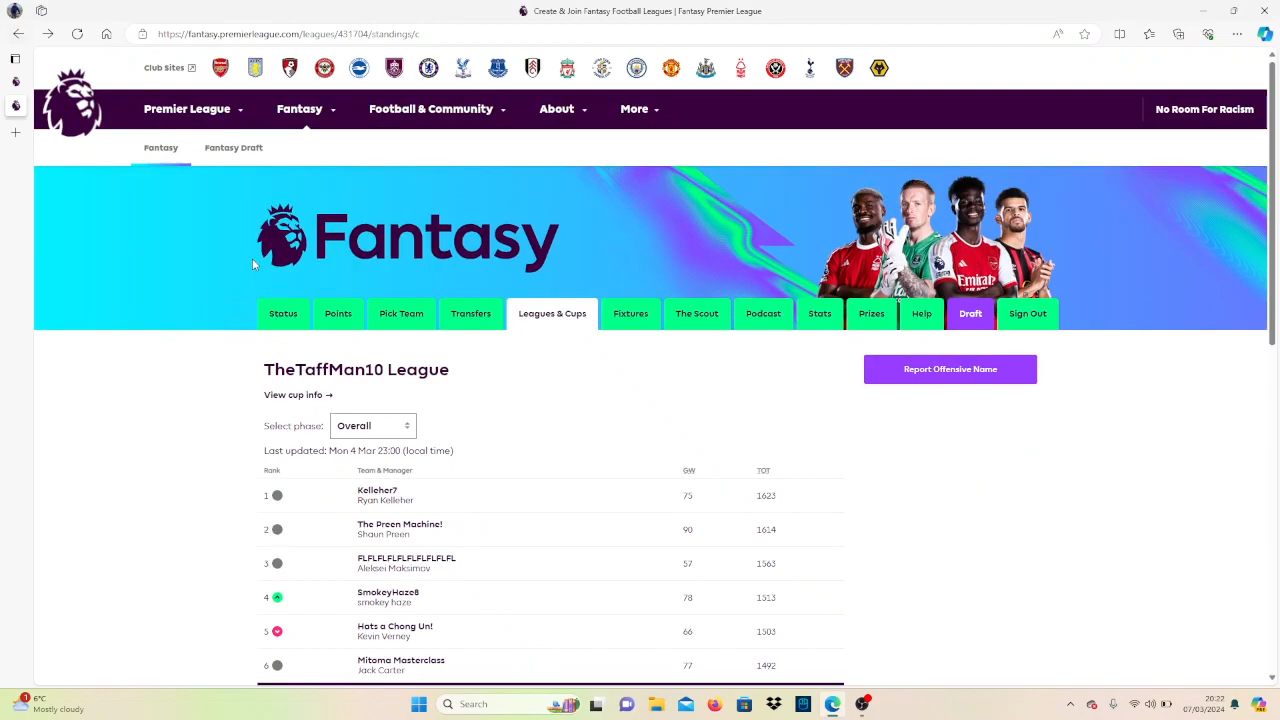 Create & Join Fantasy Football Leagues | Fantasy Premier League
https://fantasy.premierleague.com/leagues/431704/standings/c
Club Sites
Premier League
Fantasy
Football & Community
About
More
No Room For Racism
Fantasy
Fantasy Draft
Fantasy
Status
Points
Pick Team
Transfers
Leagues & Cups
Fixtures
The Scout
Podcast
Stats
Prizes
Help
Draft
Sign Out
TheTaffMan10 League
Report Offensive Name
View cup info →
Select phase: Overall
Last updated: Mon 4 Mar 23:00 (local time)
Rank Team & Manager GW TOT
1 Kelleher7 75 1623
Ryan Kelleher
2 The Preen Machine! 90 1614
Shaun Preen
3 FLFLFLFLFLFLFLFLFLFL 57 1563
Aleksei Maksimov
4 SmokeyHaze8 78 1513
smokey haze
5 Hats a Chong Un! 66 1503
Kevin Verney
6 Mitoma Masterclass 77 1492
Jack Carter
1
6°C
Mostly cloudy
Search
20:22
07/03/2024